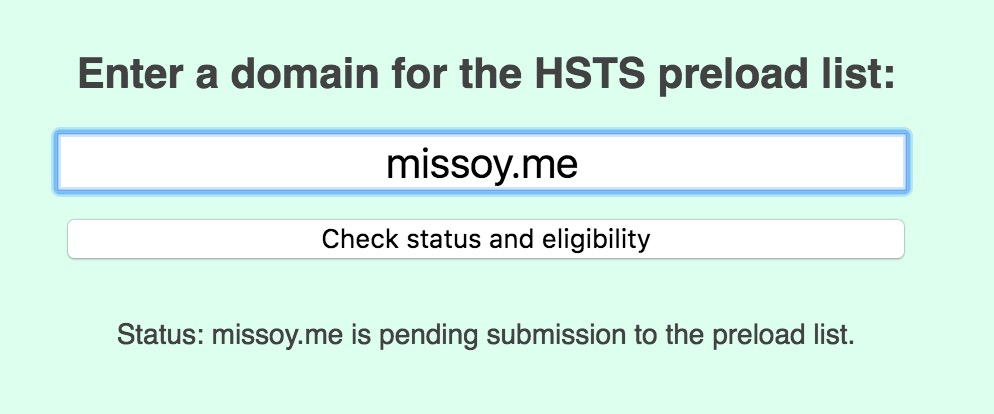 Enter a domain for the HSTS preload list:
missoy.me
Check status and eligibility
Status: missoy.me is pending submission to the preload list.